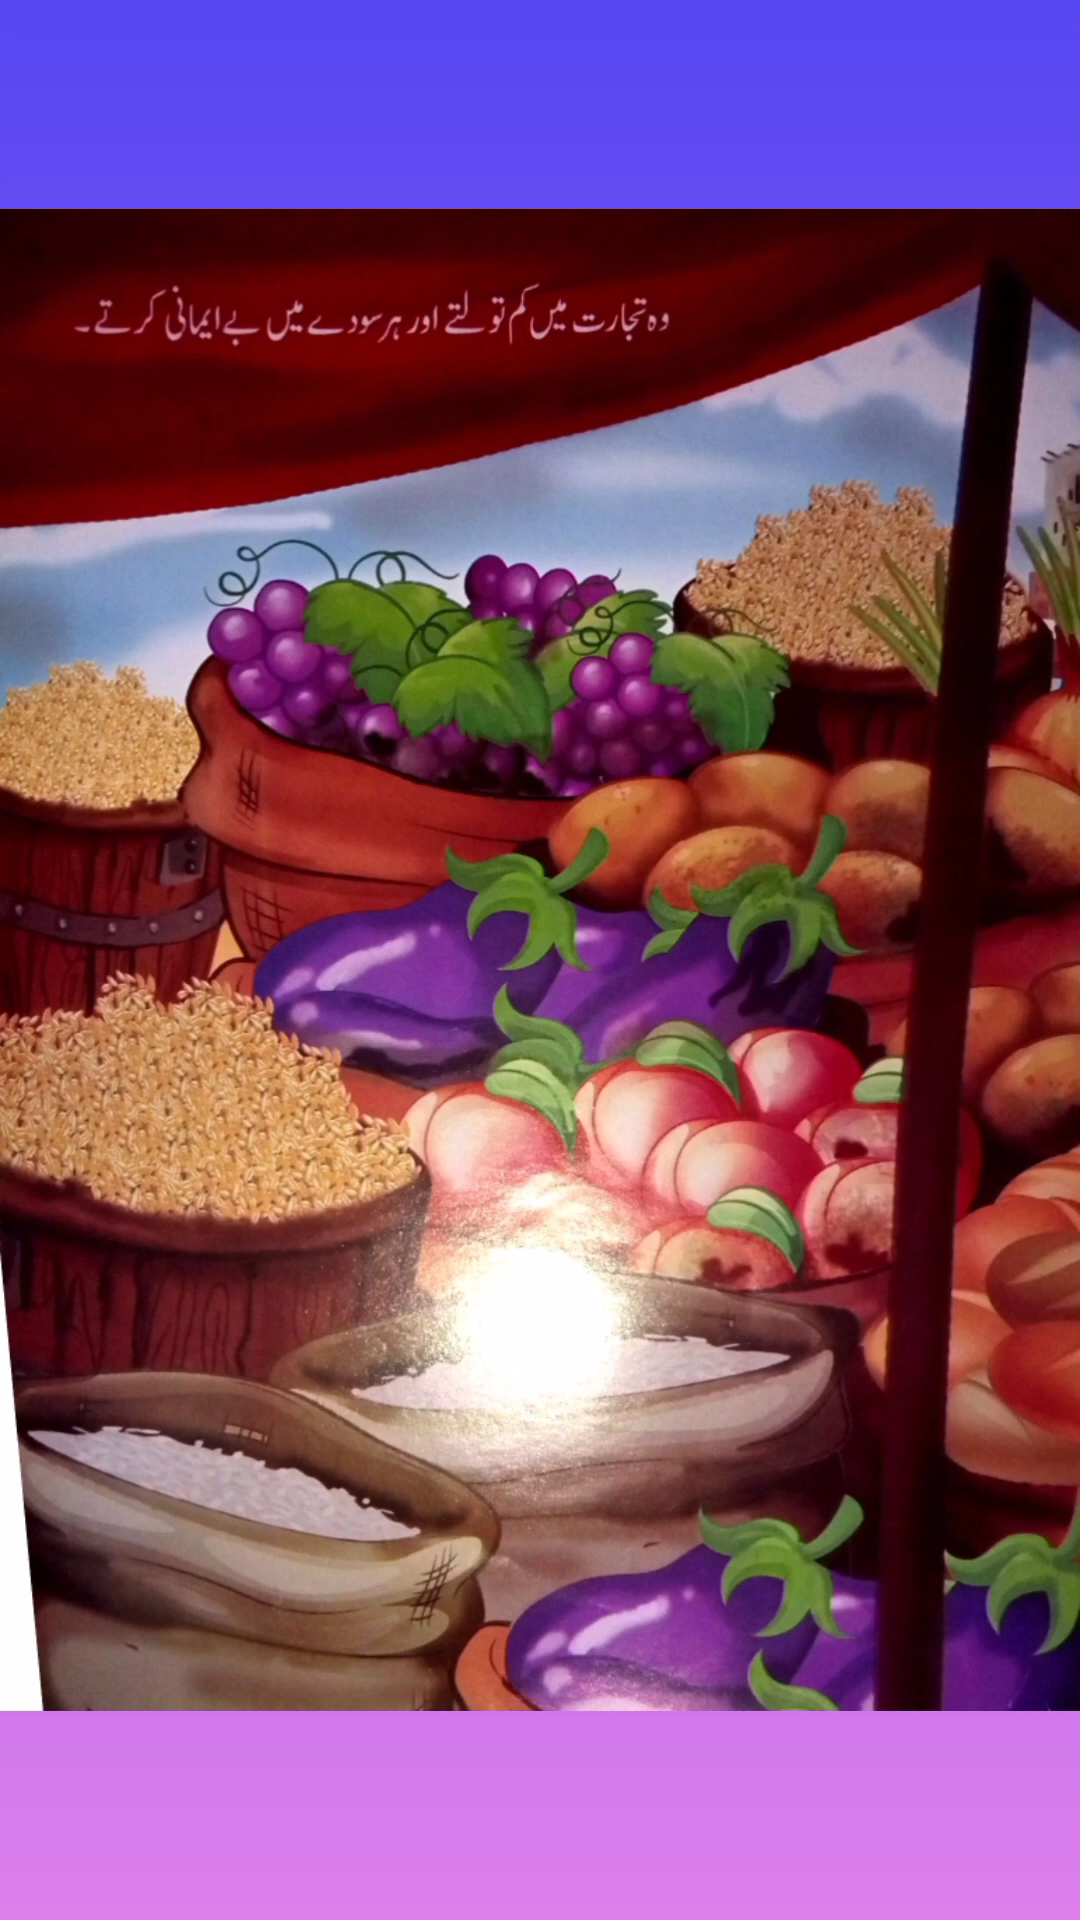 وہ تجارت میں کم تولتے اور ہر سودے میں بے ایمانی کرتے۔